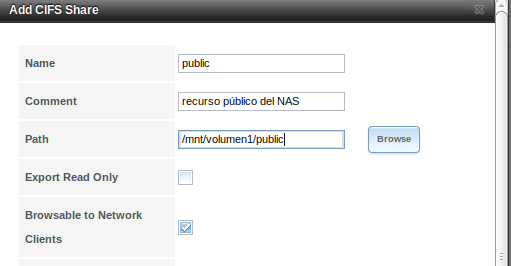 Add CIFS Share
Name public
Comment recurso público del NAS
Path /mnt/volumen1/public Browse
Export Read Only
Browsable to Network
Clients